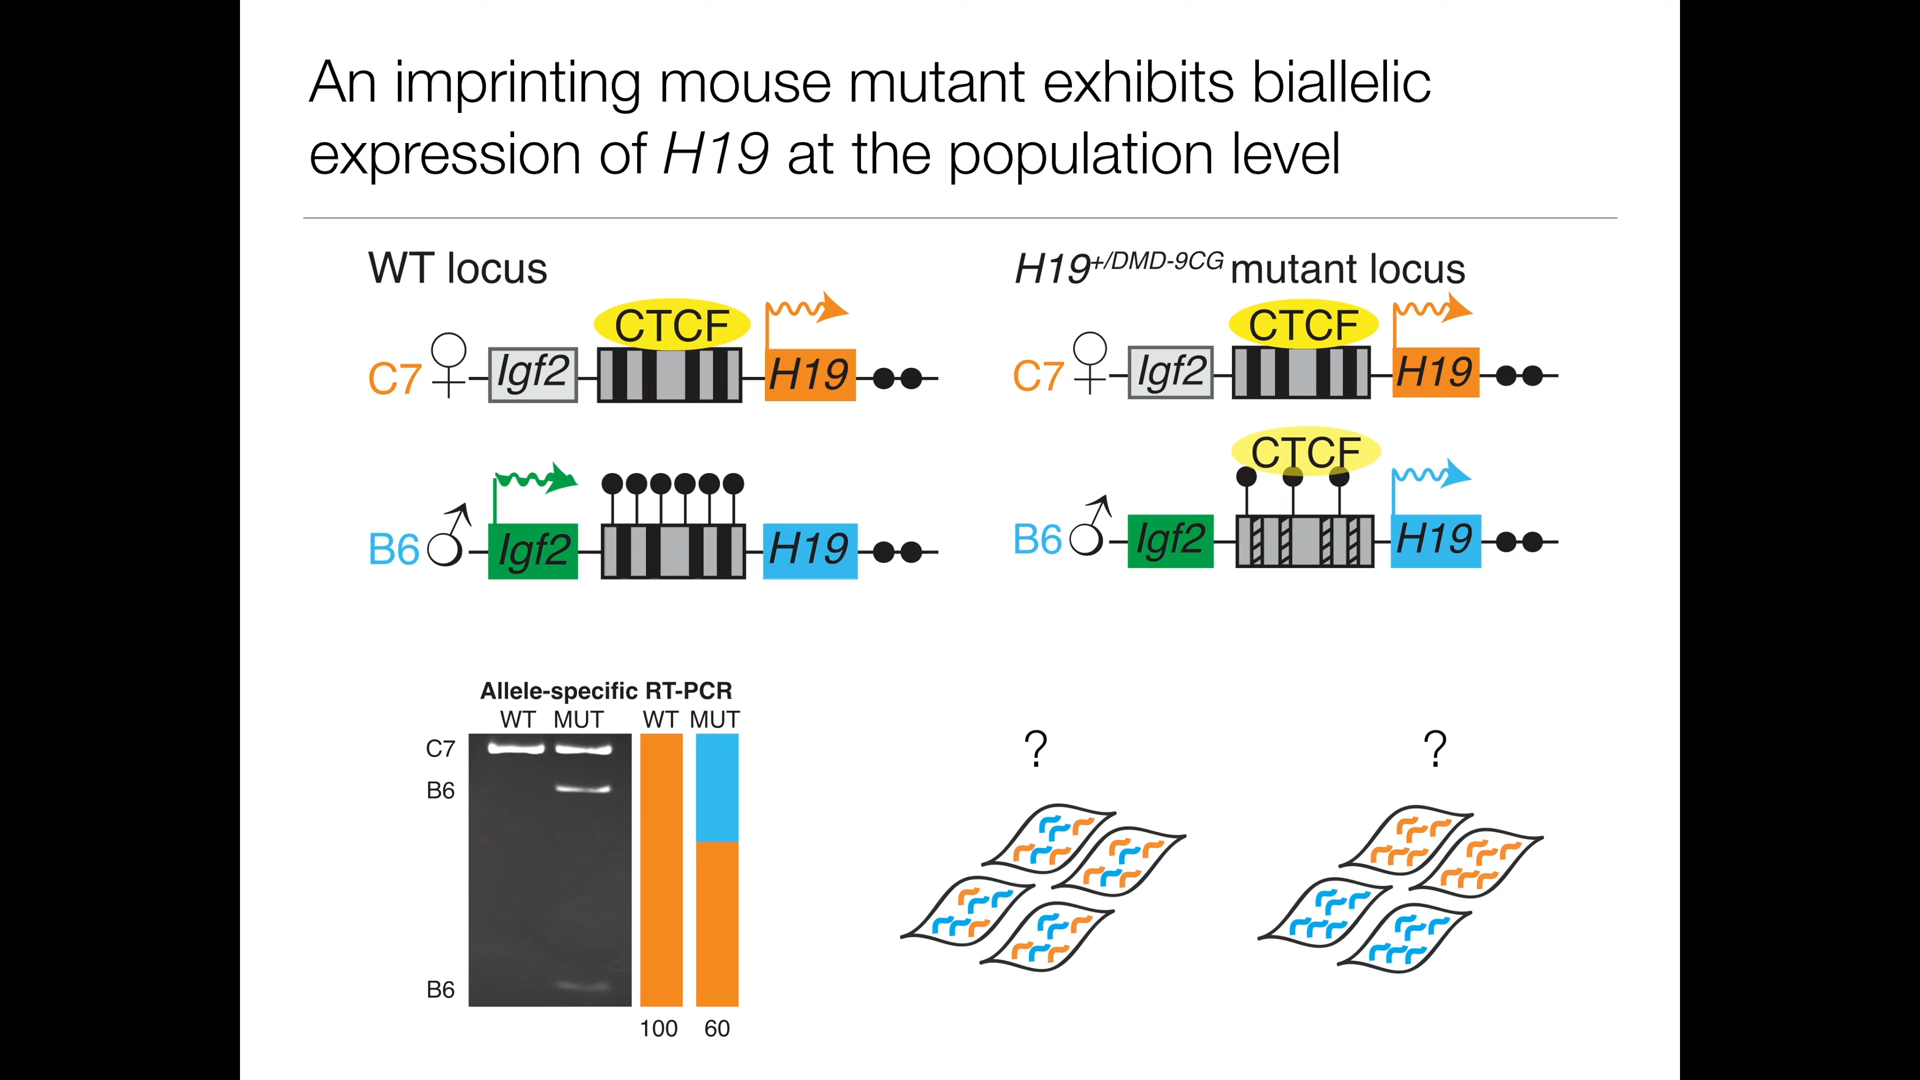 An imprinting mouse mutant exhibits biallelic
expression of H19 at the population level
WT locus
CTCF
C7 ♀ Igf2 H19
B6 ♂ Igf2 H19
H19+/DMD-9CG mutant locus
CTCF
C7 ♀ Igf2 H19
CTCF
B6 ♂ Igf2 H19
Allele-specific RT-PCR
WT MUT WT MUT
C7
B6
B6
100 60
? ?